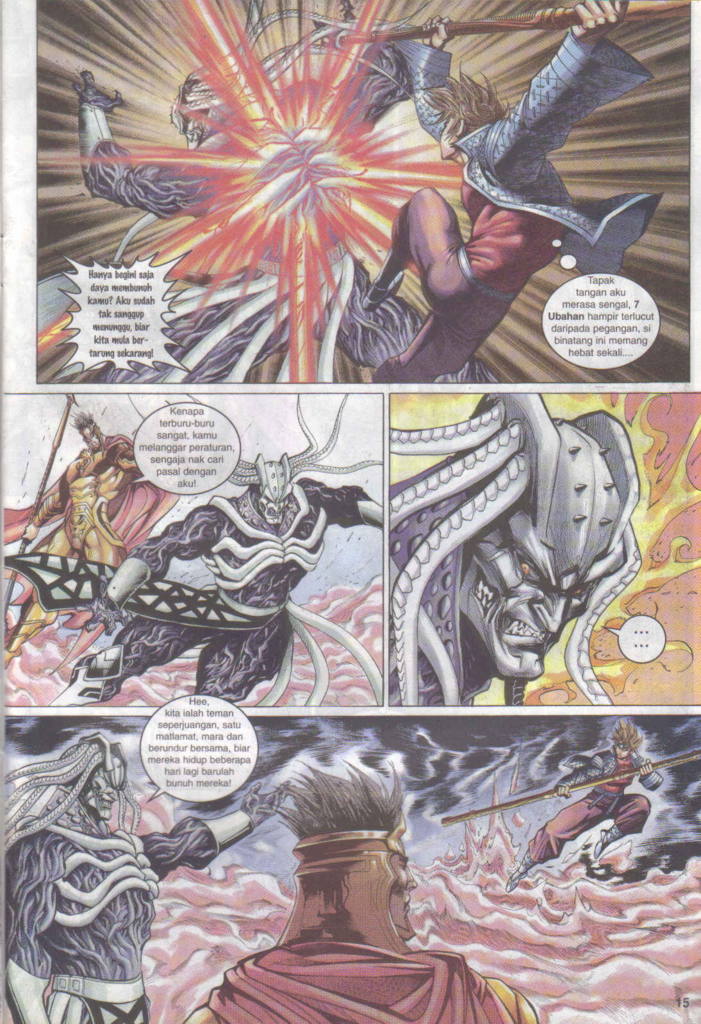 Hanya begini saja
daya membunuh
kamu? Aku sudah
tak sanggup
menunggu, biar
kita mula ber-
tarung sekarang!
Tapak
tangan aku
merasa sengal, 7
Ubahan hampir terlucut
daripada pegangan, si
binatang ini memang
hebat sekali....
Kenapa
terburu-buru
sangat, kamu
melanggar peraturan,
sengaja nak cari
pasal dengan
aku!
...
...
Hee,
kita ialah teman
seperjuangan, satu
matlamat, mara dan
berundur bersama, biar
mereka hidup beberapa
hari lagi barulah
bunuh mereka!
15